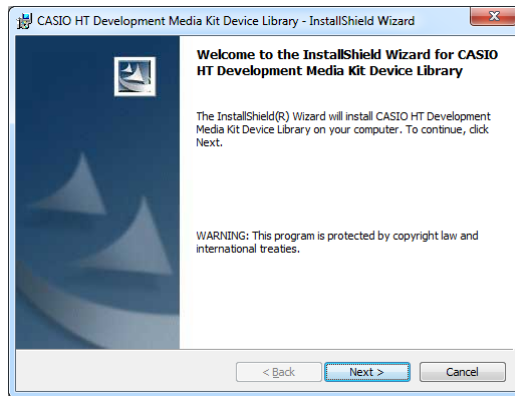 CASIO HT Development Media Kit Device Library - InstallShield Wizard
Welcome to the InstallShield Wizard for CASIO
HT Development Media Kit Device Library
The InstallShield(R) Wizard will install CASIO HT Development
Media Kit Device Library on your computer. To continue, click
Next.
WARNING: This program is protected by copyright law and
international treaties.
< Back
Next >
Cancel